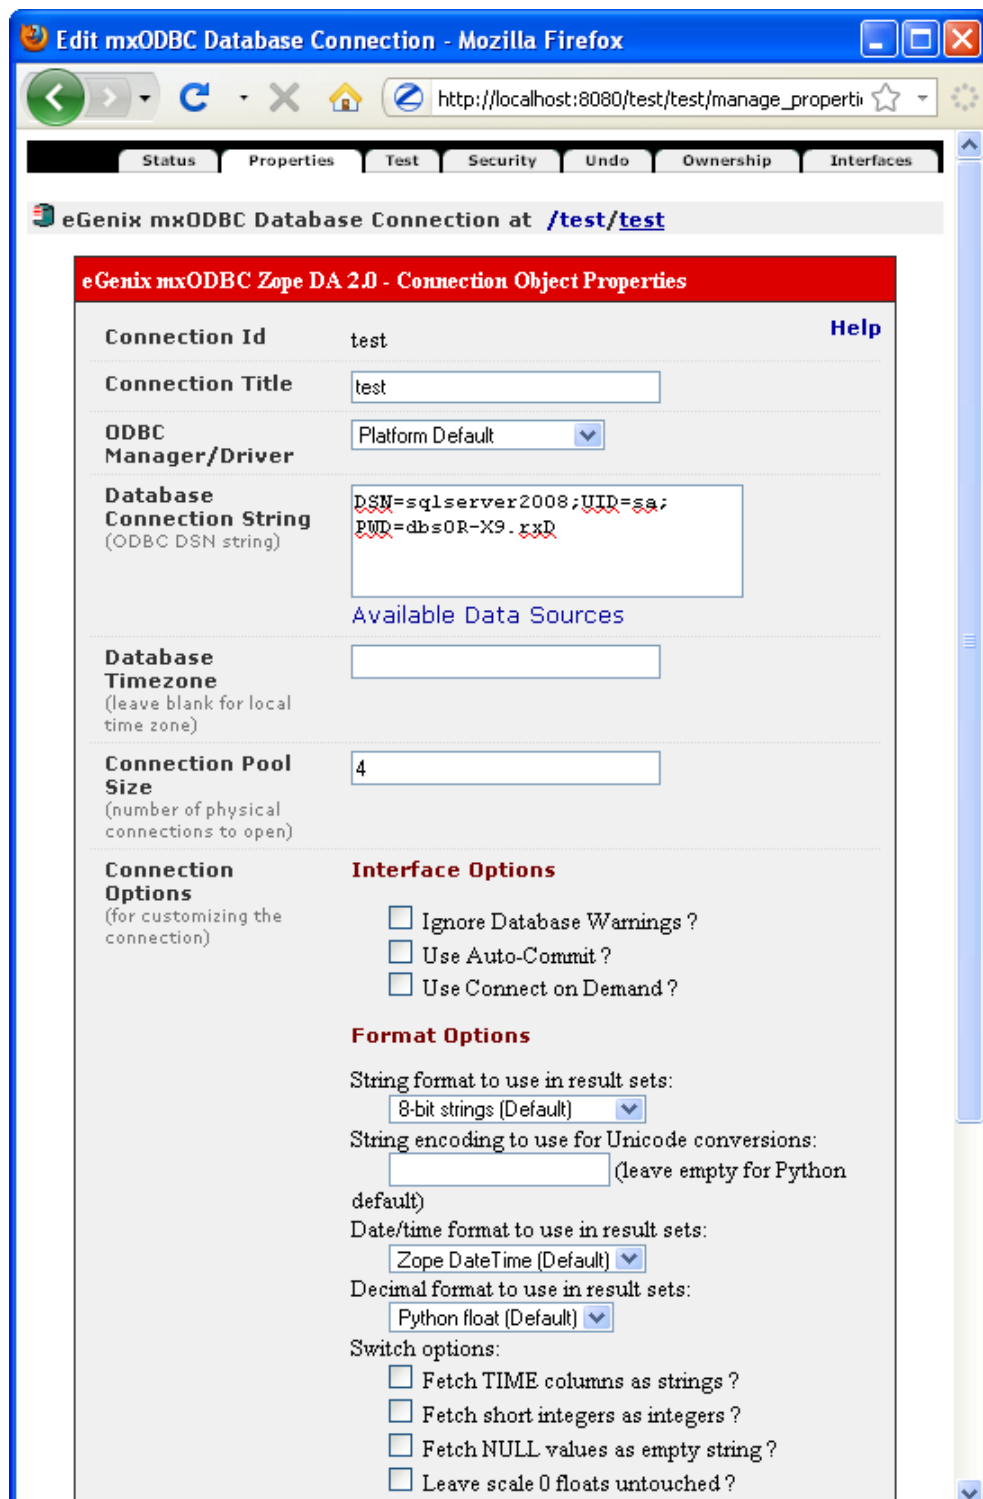 Edit mxODBC Database Connection - Mozilla Firefox
http://localhost:8080/test/test/manage_properti
Status Properties Test Security Undo Ownership Interfaces
eGenix mxODBC Database Connection at /test/test
eGenix mxODBC Zope DA 2.0 - Connection Object Properties
Connection Id test Help
Connection Title test
ODBC
Manager/Driver
Platform Default
Database
Connection String
(ODBC DSN string)
DSN=sqlserver2008;UID=sa;
PWD=dbs0R-X9.rxD
Available Data Sources
Database
Timezone
(leave blank for local
time zone)
Connection Pool
Size
(number of physical
connections to open)
4
Connection
Options
(for customizing the
connection)
Interface Options
Ignore Database Warnings ?
Use Auto-Commit ?
Use Connect on Demand ?
Format Options
String format to use in result sets:
8-bit strings (Default)
String encoding to use for Unicode conversions:
(leave empty for Python
default)
Date/time format to use in result sets:
Zope DateTime (Default)
Decimal format to use in result sets:
Python float (Default)
Switch options:
Fetch TIME columns as strings ?
Fetch short integers as integers ?
Fetch NULL values as empty string ?
Leave scale 0 floats untouched ?